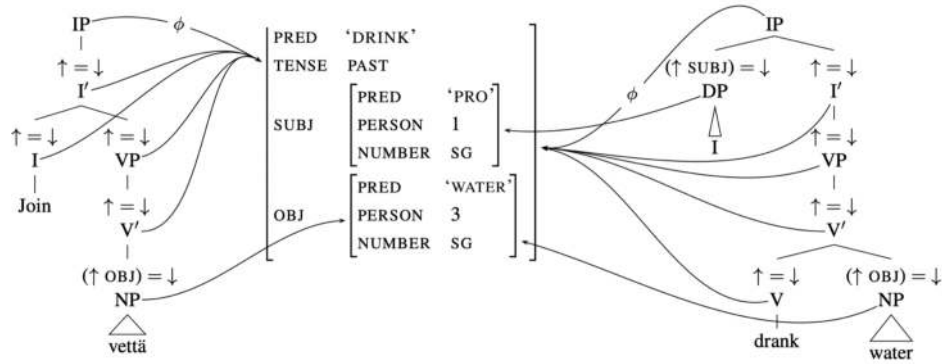 IP
ϕ
↑ = ↓
I′
↑ = ↓ ↑ = ↓
I VP
Join
↑ = ↓
V′
(↑ OBJ) = ↓
NP
vettä
PRED ‘DRINK’
TENSE PAST
SUBJ
PRED ‘PRO’
PERSON 1
NUMBER SG
OBJ
PRED ‘WATER’
PERSON 3
NUMBER SG
IP
ϕ
(↑ SUBJ) = ↓ ↑ = ↓
DP I′
I
↑ = ↓
VP
↑ = ↓
V′
↑ = ↓ (↑ OBJ) = ↓
V NP
drank water